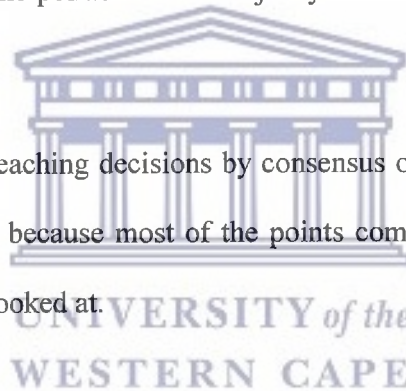 eaching decisions by consensus o
because most of the points com
ooked at.
UNIVERSITY of the
WESTERN CAPE